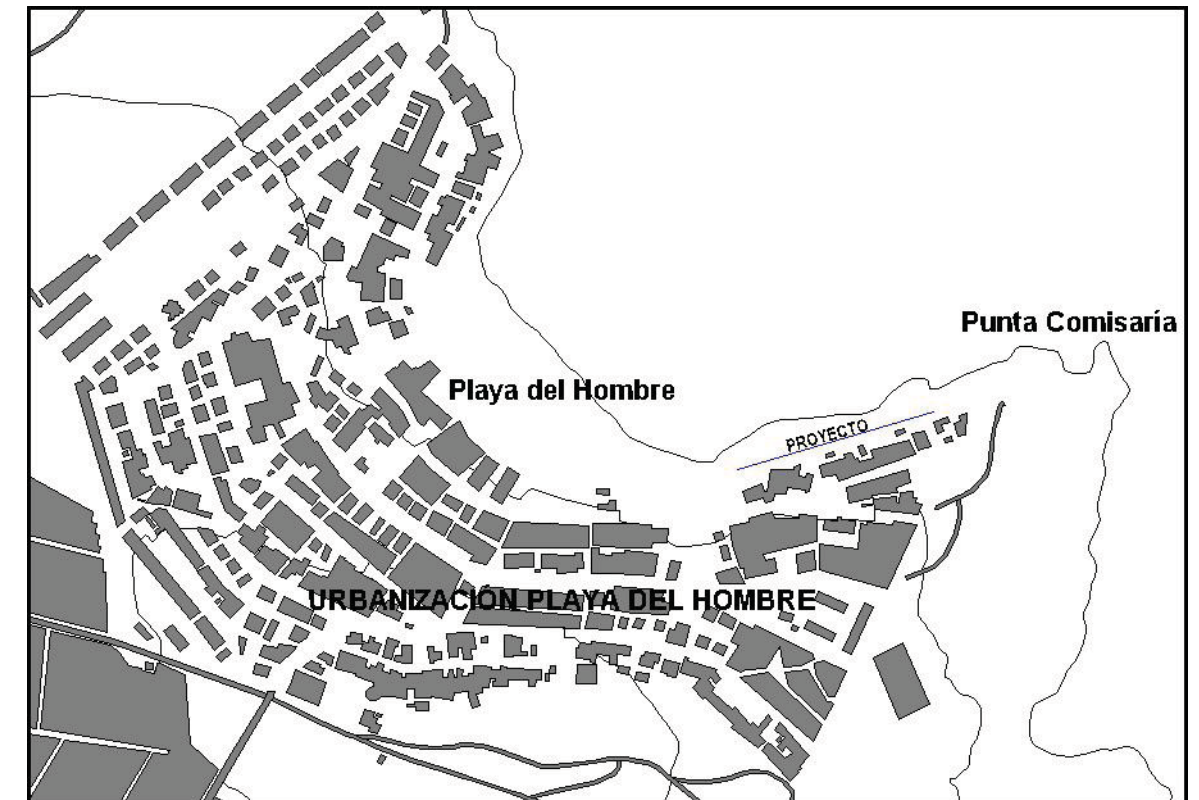 Punta Comisaría
Playa del Hombre
PROYECTO
URBANIZACIÓN PLAYA DEL HOMBRE